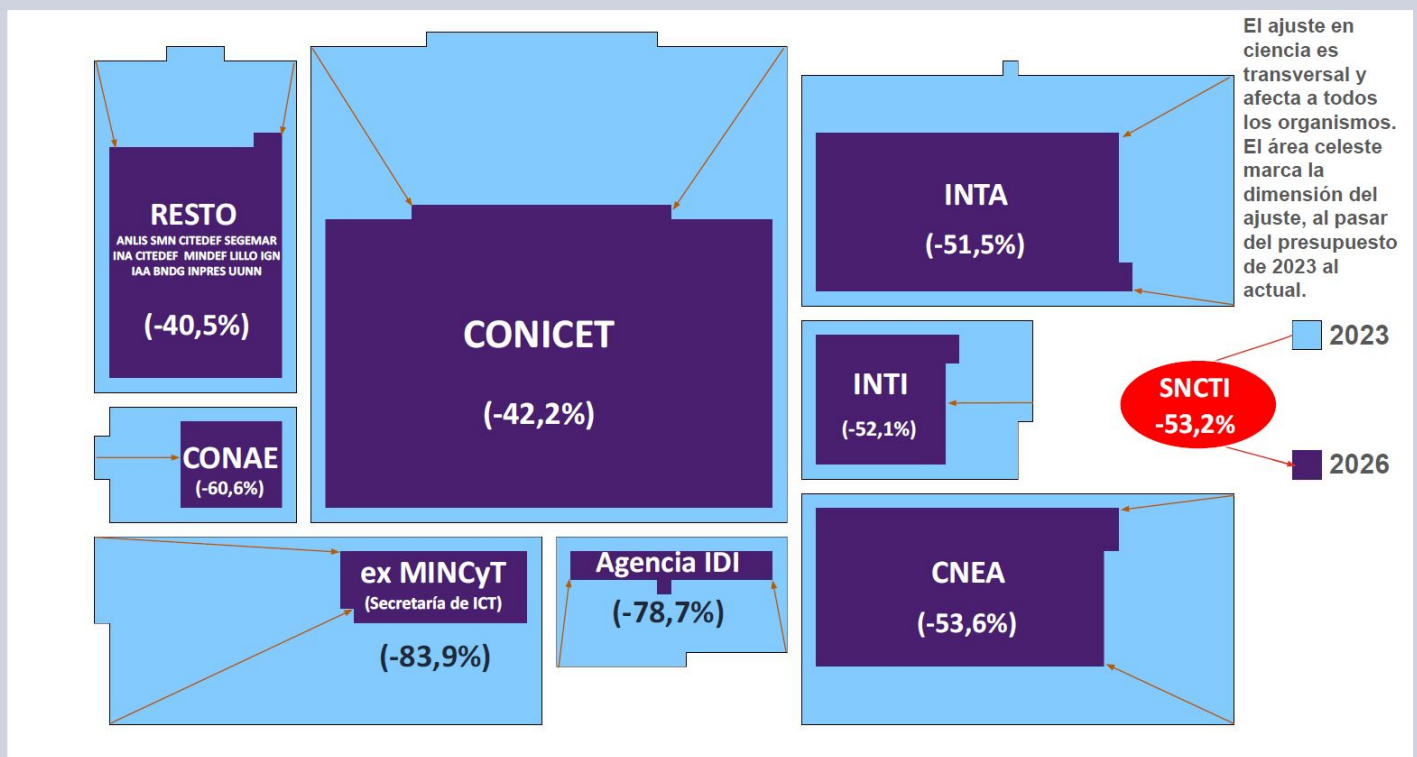 El ajuste en
ciencia es
transversal y
afecta a todos
los organismos.
El área celeste
marca la
dimensión del
ajuste, al pasar
del presupuesto
de 2023 al
actual.
RESTO
ANLIS SMN CITEDEF SEGEMAR
INA CITEDEF MINDEF LILLO IGN
IAA BNDG INPRES UUNN
(-40,5%)
CONICET
(-42,2%)
INTA
(-51,5%)
INTI
(-52,1%)
2023
SNCTI
-53,2%
2026
CONAE
(-60,6%)
ex MINCyT
(Secretaría de ICT)
(-83,9%)
Agencia IDI
(-78,7%)
CNEA
(-53,6%)